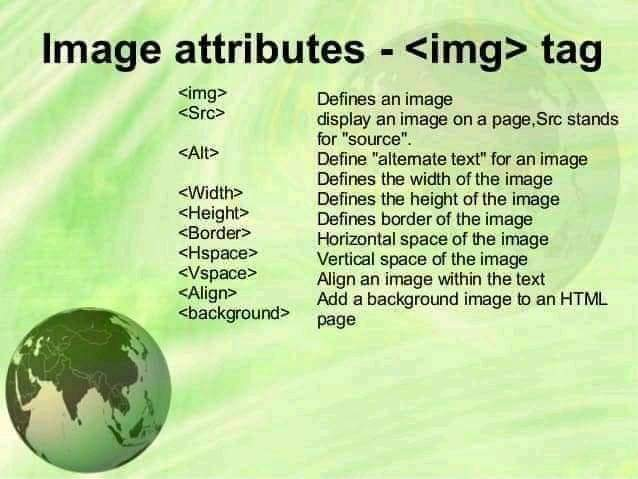 Image attributes - <img> tag
<img>
<Src>
<Alt>
<Width>
<Height>
<Border>
<Hspace>
<Vspace>
<Align>
<background>
Defines an image
display an image on a page,Src stands
for "source".
Define "alternate text" for an image
Defines the width of the image
Defines the height of the image
Defines border of the image
Horizontal space of the image
Vertical space of the image
Align an image within the text
Add a background image to an HTML
page